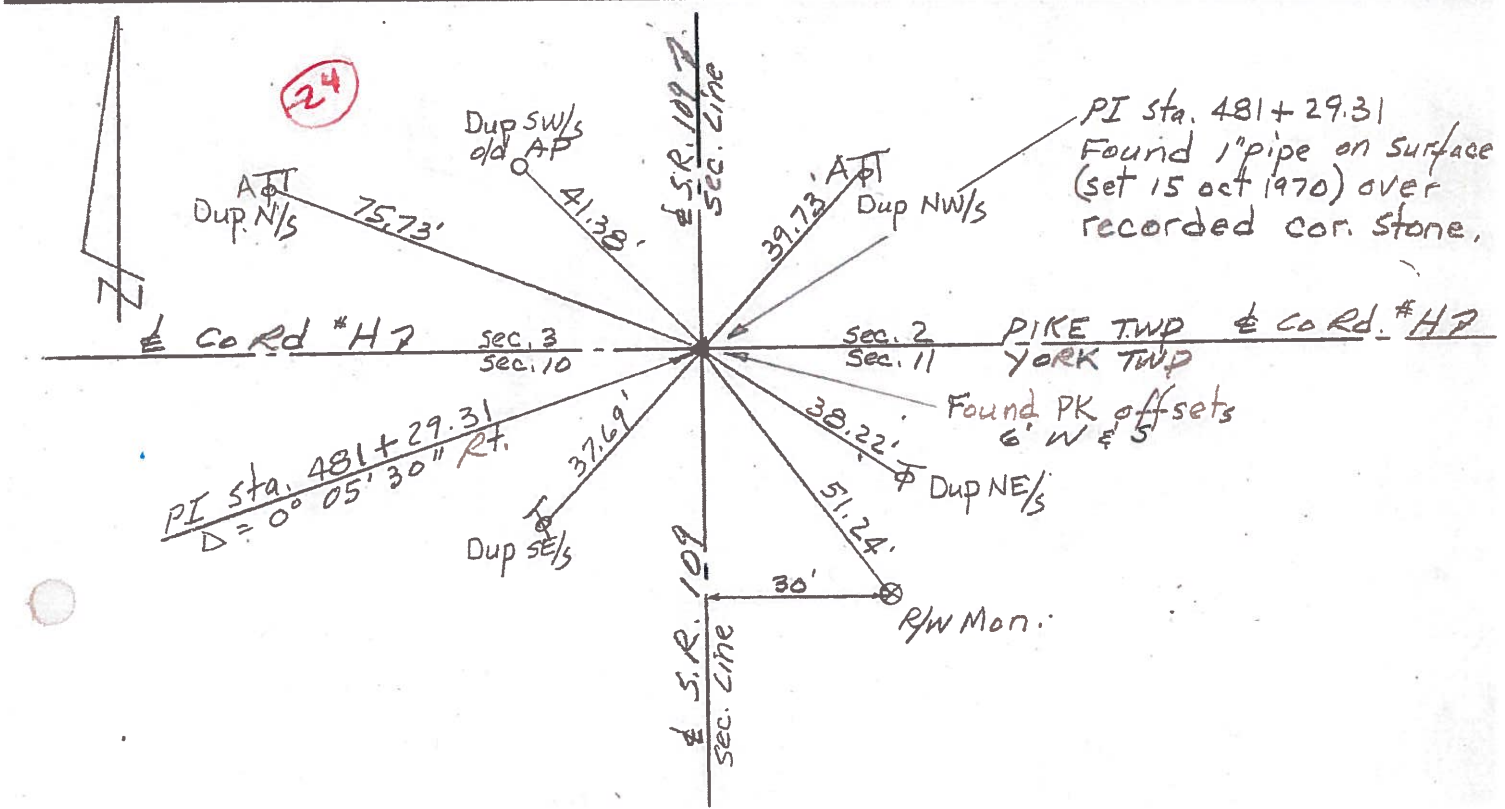 24
Dup SW/s
o/d AP
AT
Dup. N/s
75.73'
41.38'
℄ S.R. 109
Sec. Line
39.73'
AT
Dup NW/s
PI Sta. 481+29.31
Found 1" pipe on surface
(set 15 oct 1970) over
recorded cor. stone.
N
℄ Co Rd #H7
Sec. 3
Sec. 10
Sec. 2
Sec. 11
PIKE TWP
YORK TWP
℄ Co Rd. #H7
PI Sta. 481+29.31
Δ = 0° 05' 30" Rt.
37.69'
Dup SE/s
38.22'
Found PK offsets
6' W & S
Dup NE/s
51.24'
30'
R/W Mon.
℄ S.R. 109
Sec. Line